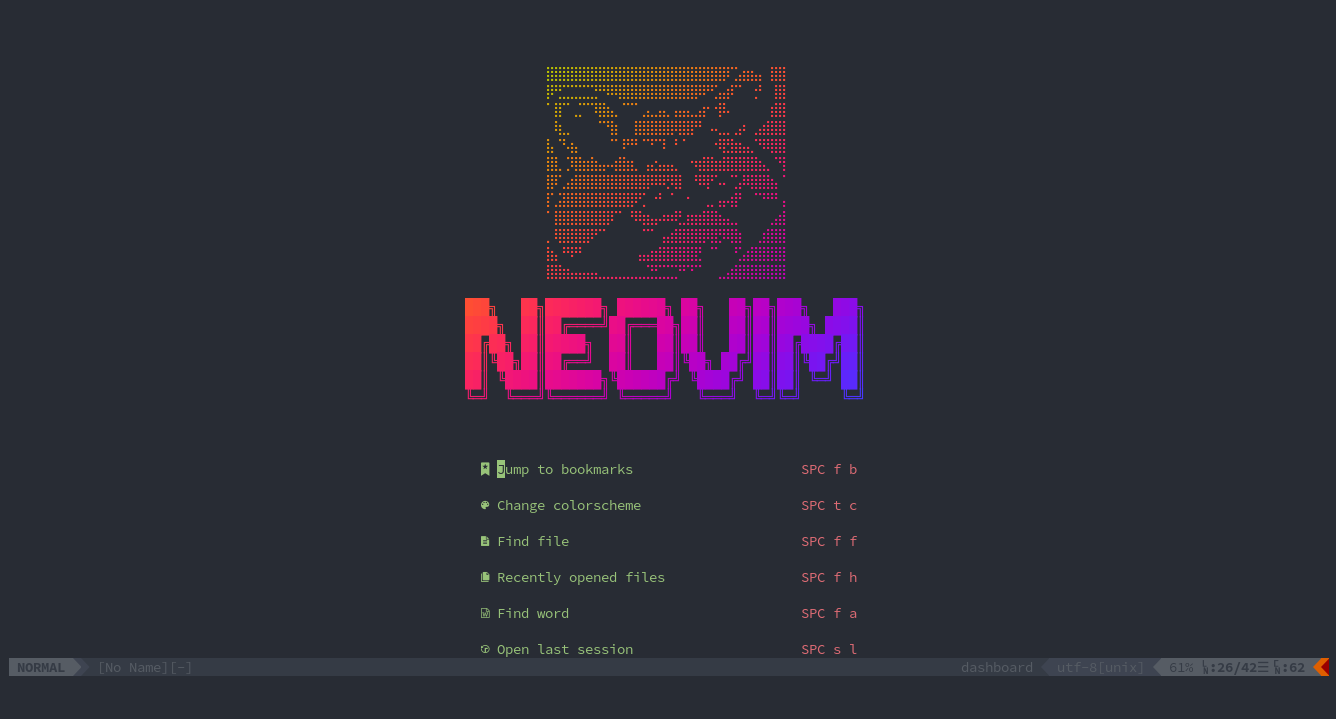 NEOVIM
Jump to bookmarks SPC f b
Change colorscheme SPC t c
Find file SPC f f
Recently opened files SPC f h
Find word SPC f a
Open last session SPC s l
NORMAL [No Name][-] dashboard utf-8[unix] 61% ㏑:26/42☰ ℅:62